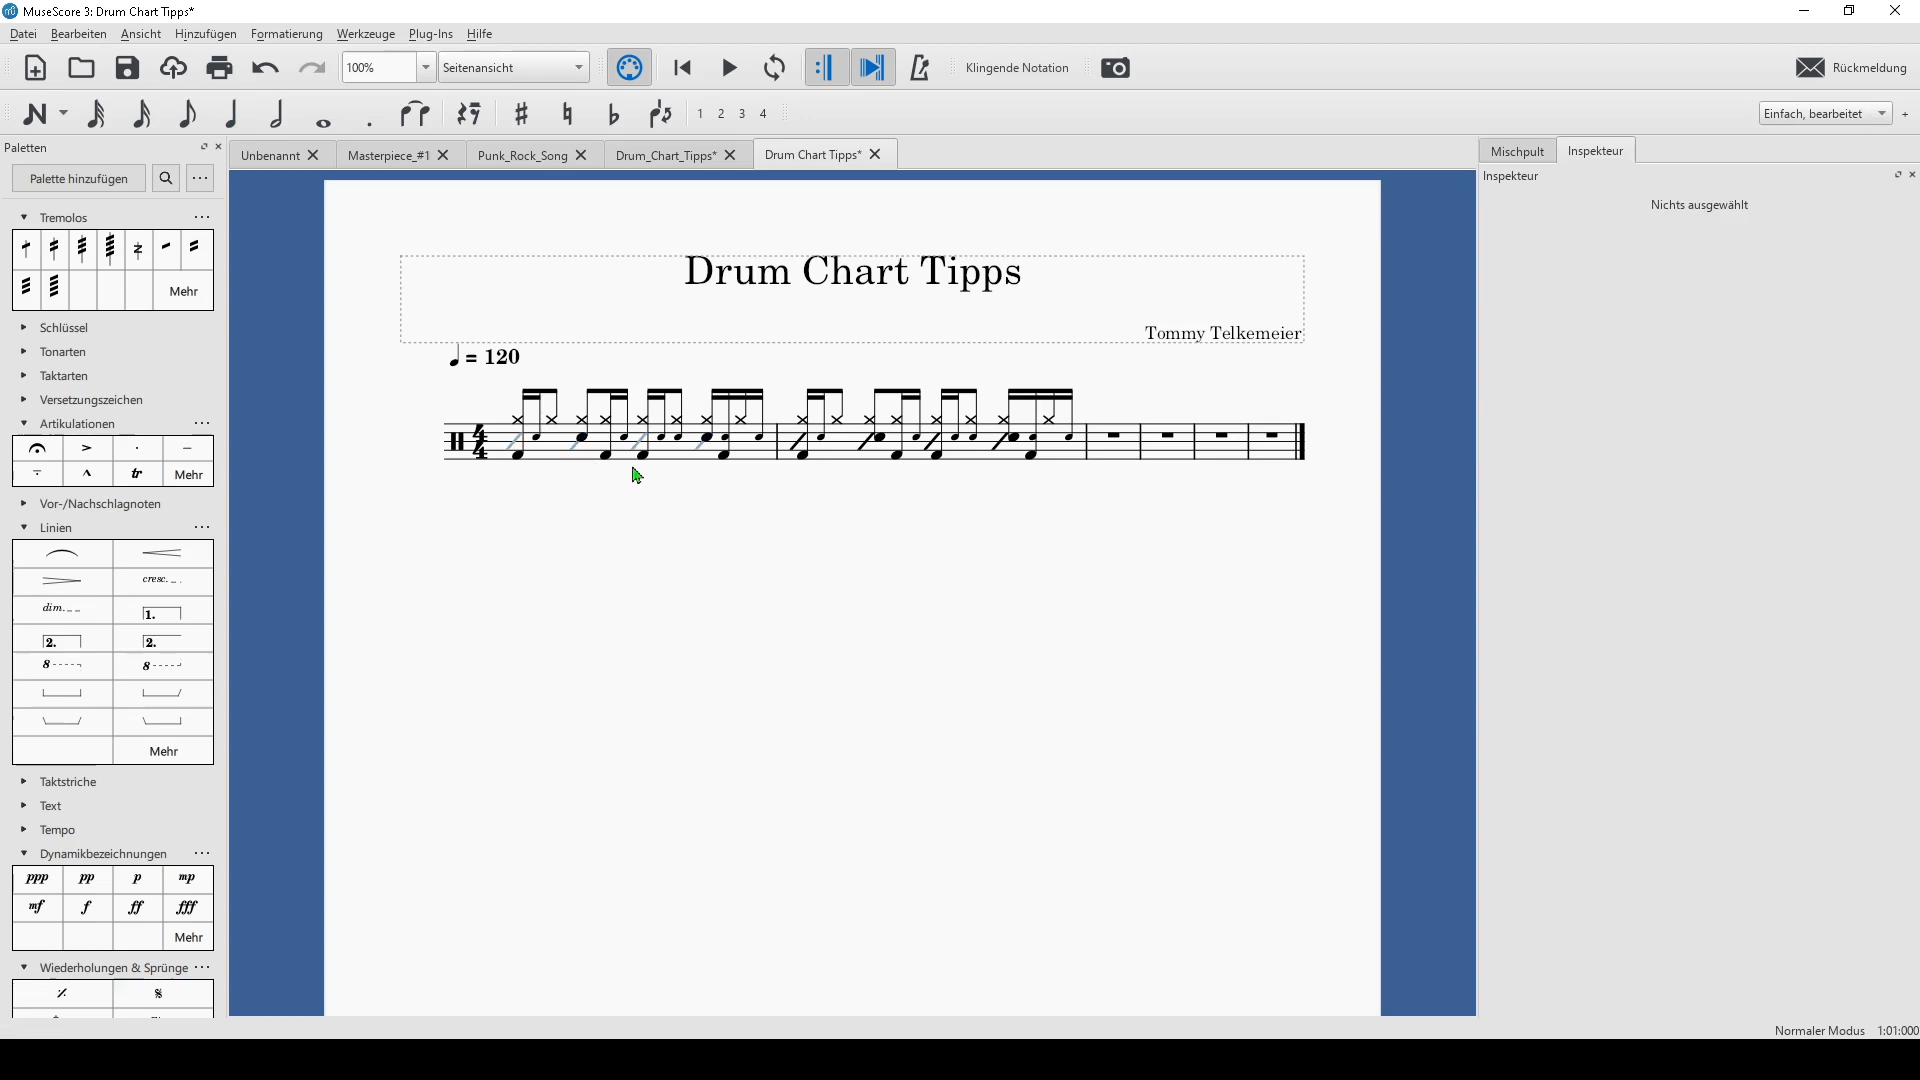 MuseScore 3: Drum Chart Tipps*
Datei Bearbeiten Ansicht Hinzufügen Formatierung Werkzeuge Plug-Ins Hilfe
100% Seitenansicht Klingende Notation Rückmeldung
1 2 3 4 Einfach, bearbeitet +
Paletten
Unbenannt Masterpiece_#1 Punk_Rock_Song Drum_Chart_Tipps* Drum Chart Tipps*
Mischpult Inspekteur
Palette hinzufügen ...
Inspekteur
Nichts ausgewählt
Tremolos ...
Mehr
Schlüssel
Tonarten
Taktarten
Versetzungszeichen
Artikulationen ...
tr Mehr
Vor-/Nachschlagnoten
Linien ...
cresc.
dim.
1.
2. 2.
8 8
Mehr
Taktstriche
Text
Tempo
Dynamikbezeichnungen ...
ppp pp p mp
mf f ff fff
Mehr
Wiederholungen & Sprünge ...
Drum Chart Tipps
Tommy Telkemeier
= 120
4
4
Normaler Modus 1:01:000